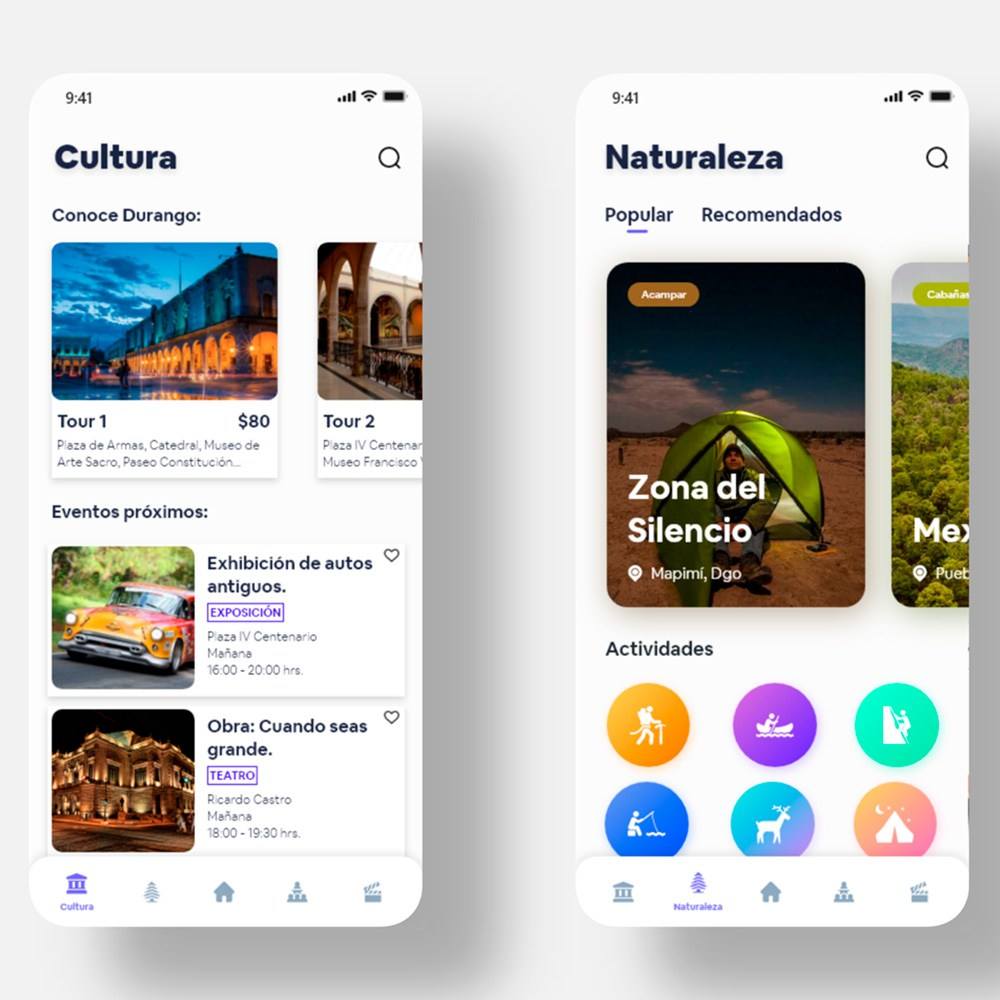 9:41
Cultura
Conoce Durango:
Tour 1
$80
Plaza de Armas, Catedral, Museo de
Arte Sacro, Paseo Constitución...
Tour 2
Plaza IV Centenar
Museo Francisco
Eventos próximos:
Exhibición de autos
antiguos.
EXPOSICIÓN
Plaza IV Centenario
Mañana
16:00 - 20:00 hrs.
Obra: Cuando seas
grande.
TEATRO
Ricardo Castro
Mañana
18:00 - 19:30 hrs.
Cultura
9:41
Naturaleza
Popular
Recomendados
Acampar
Zona del
Silencio
Mapimí, Dgo
Cabañas
Mex
Pueb
Actividades
Naturaleza